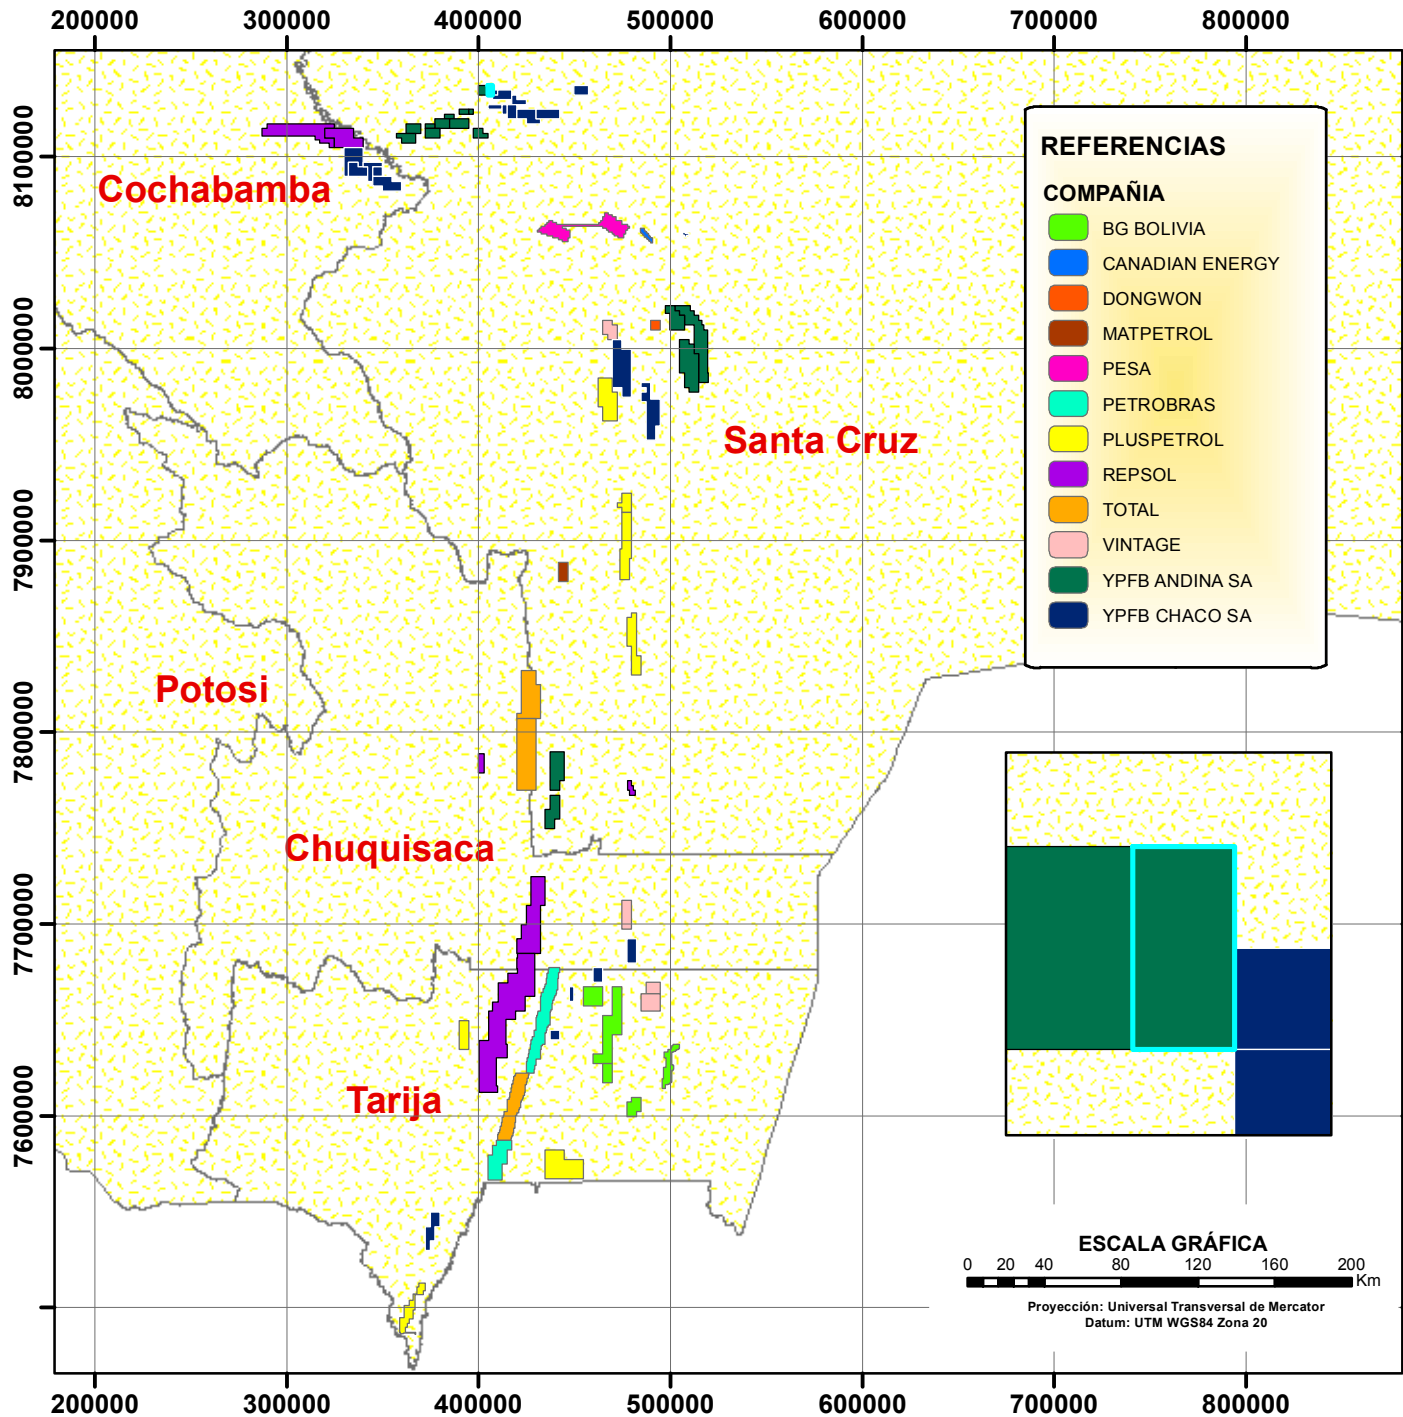 200000 300000 400000 500000 600000 700000 800000
8100000
8000000
7900000
7800000
7700000
7600000
Cochabamba
Santa Cruz
Potosi
Chuquisaca
Tarija
REFERENCIAS
COMPAÑIA
BG BOLIVIA
CANADIAN ENERGY
DONGWON
MATPETROL
PESA
PETROBRAS
PLUSPETROL
REPSOL
TOTAL
VINTAGE
YPFB ANDINA SA
YPFB CHACO SA
ESCALA GRÁFICA
0 20 40 80 120 160 200
Km
Proyección: Universal Transversal de Mercator
Datum: UTM WGS84 Zona 20
200000 300000 400000 500000 600000 700000 800000